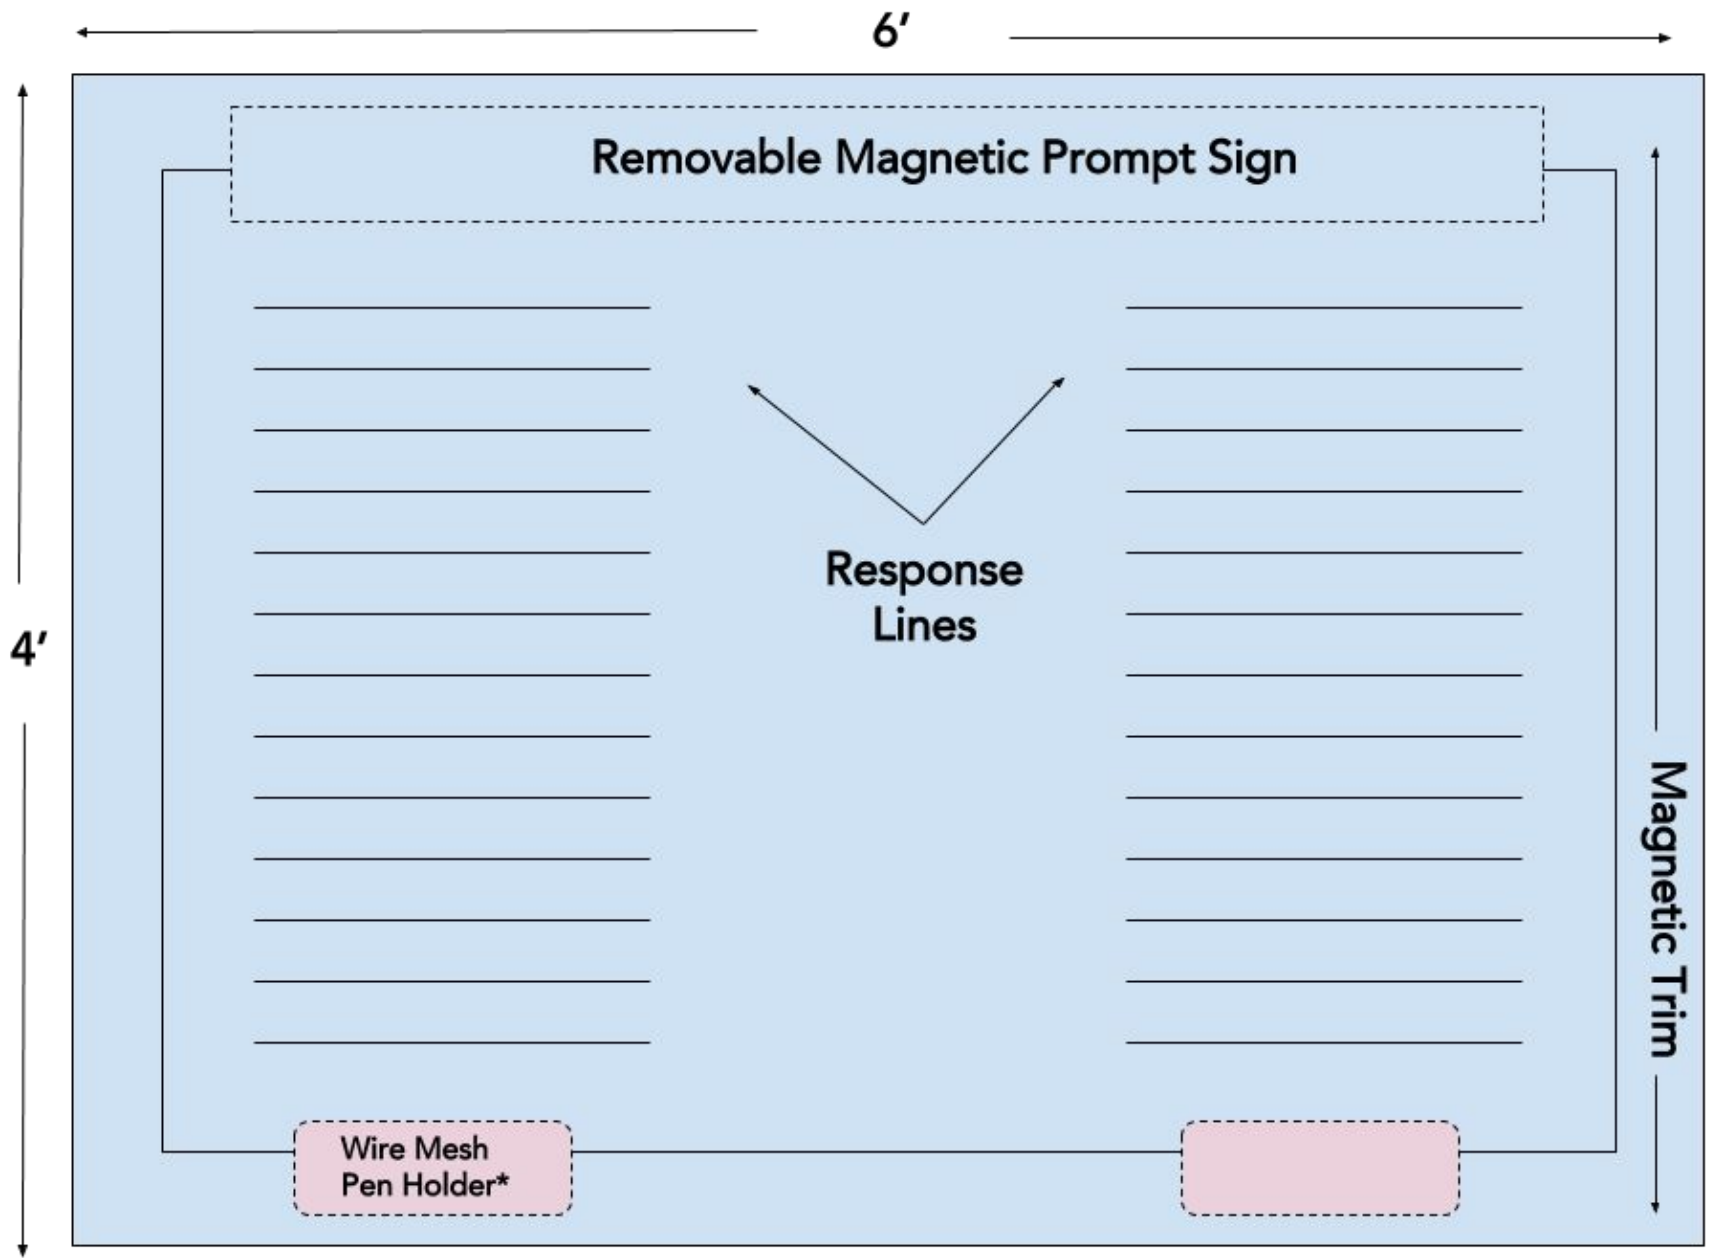 6′
Removable Magnetic Prompt Sign
Response
Lines
4′
Magnetic Trim
Wire Mesh
Pen Holder*